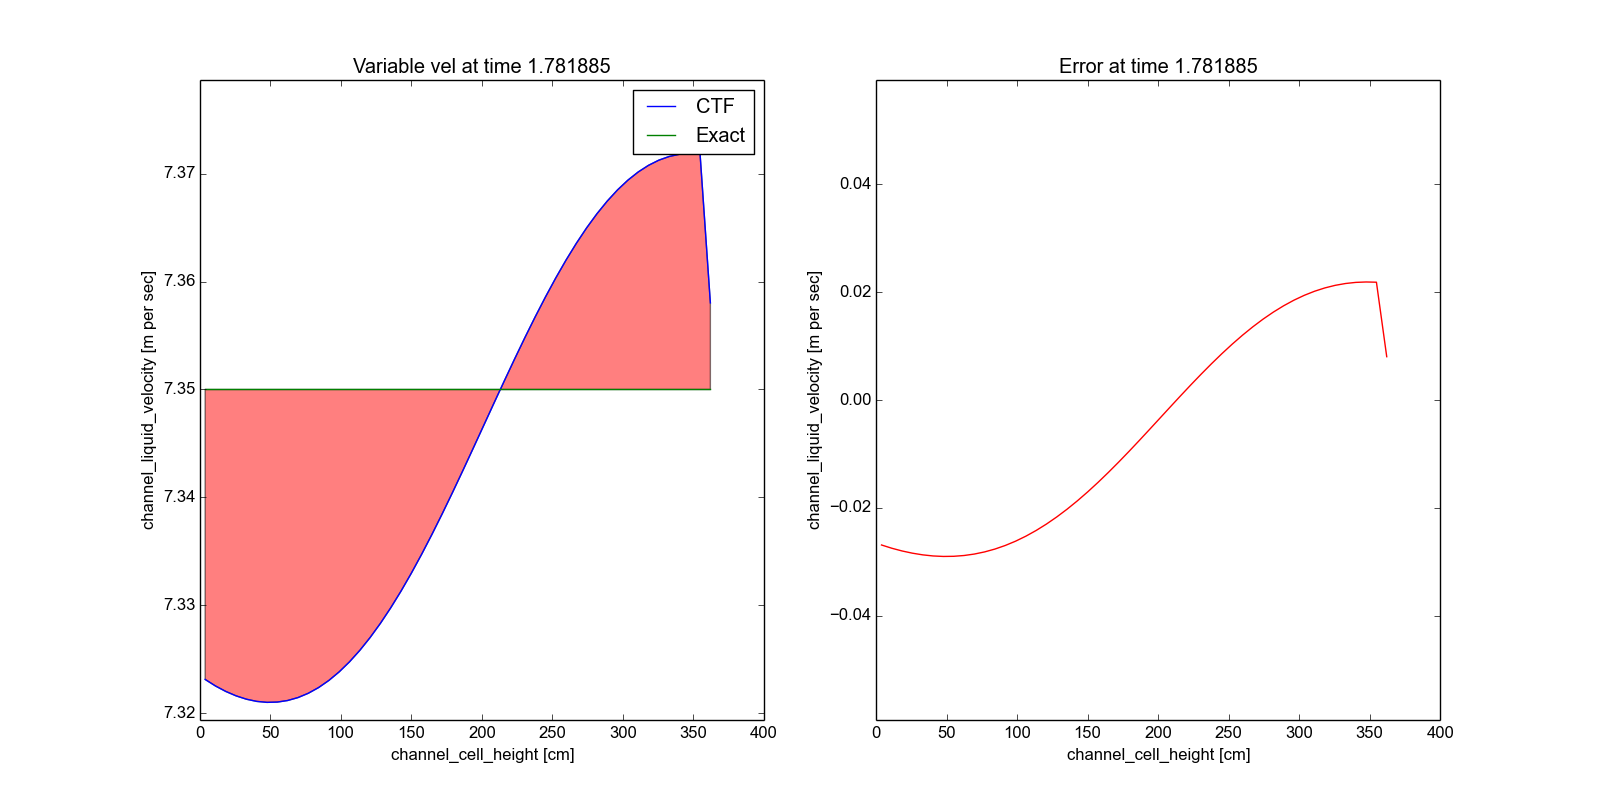 Variable vel at time 1.781885
CTF
Exact
7.37
7.36
7.35
7.34
7.33
7.32
channel_liquid_velocity [m per sec]
0 50 100 150 200 250 300 350 400
channel_cell_height [cm]
Error at time 1.781885
0.04
0.02
0.00
−0.02
−0.04
channel_liquid_velocity [m per sec]
0 50 100 150 200 250 300 350 400
channel_cell_height [cm]